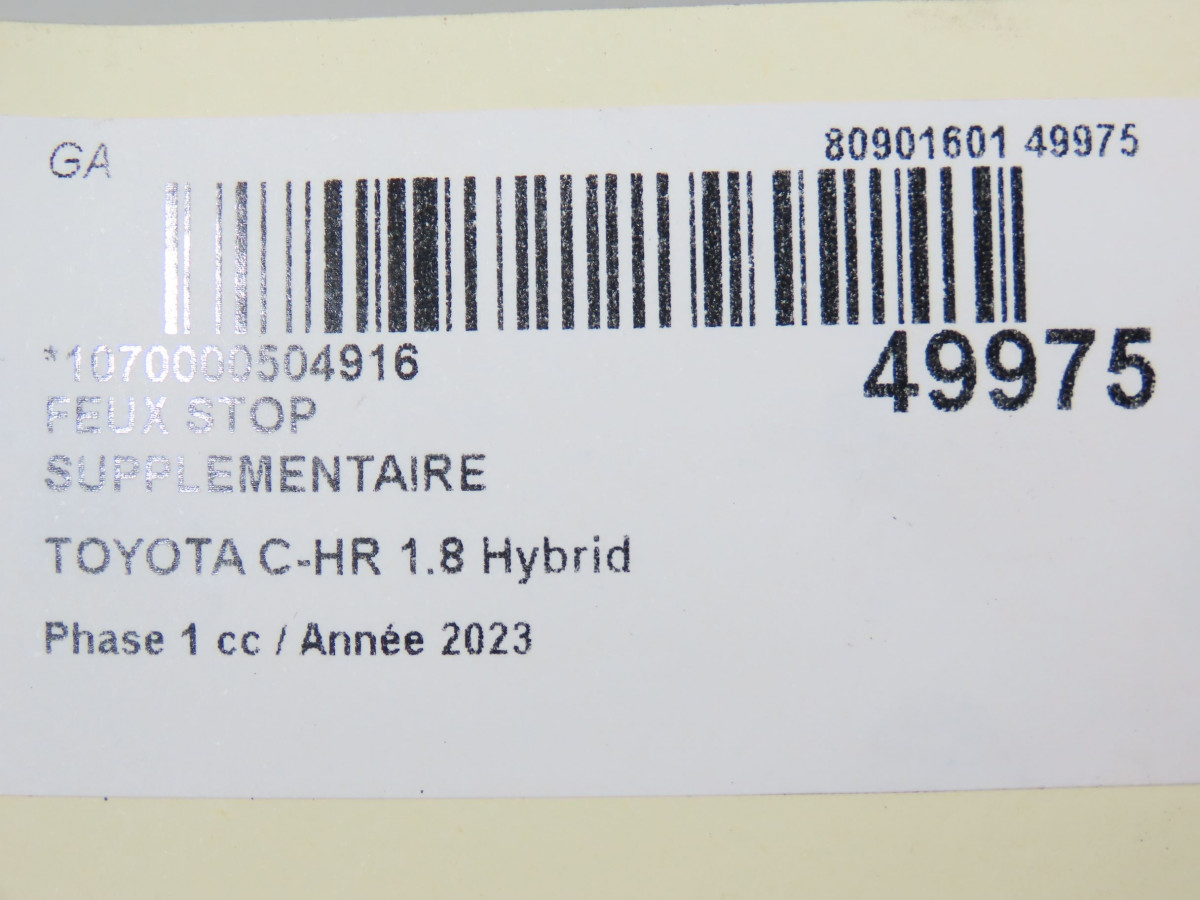 GA
80901601 49975
*1070000504916
49975
FEUX STOP
SUPPLEMENTAIRE
TOYOTA C-HR 1.8 Hybrid
Phase 1 cc / Année 2023